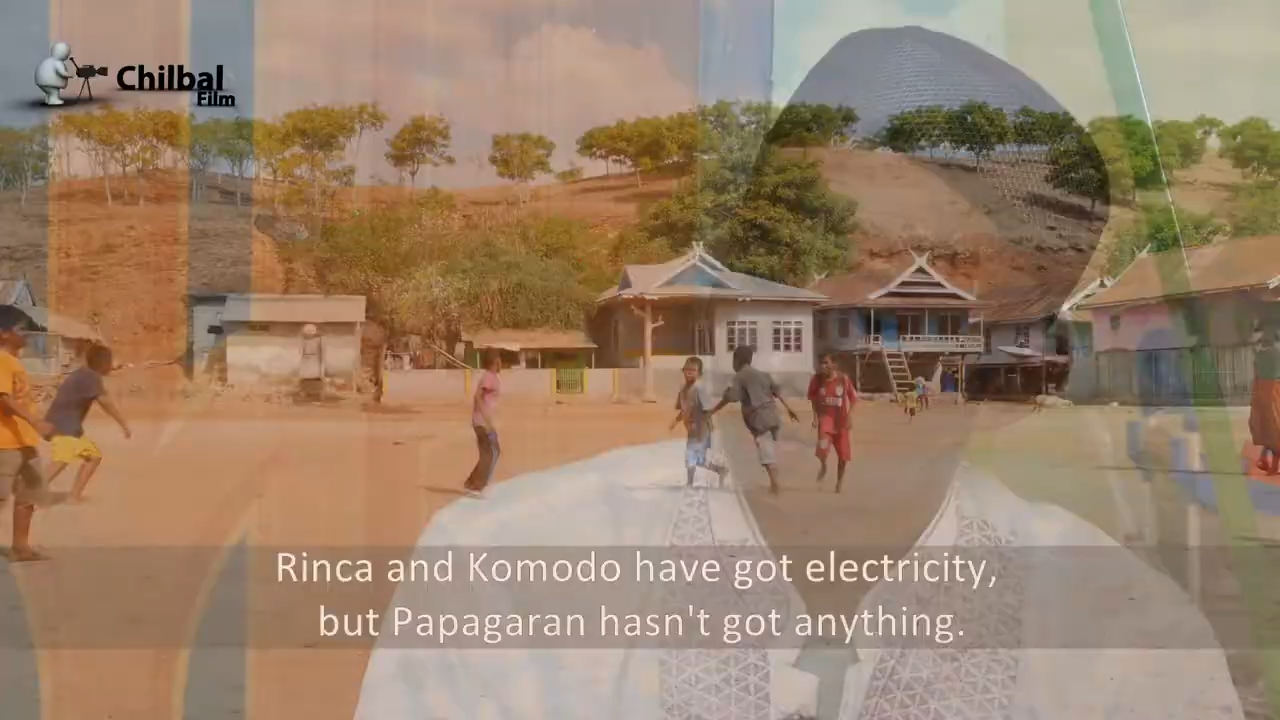 Chilbal
Film
Rinca and Komodo have got electricity,
but Papagaran hasn't got anything.